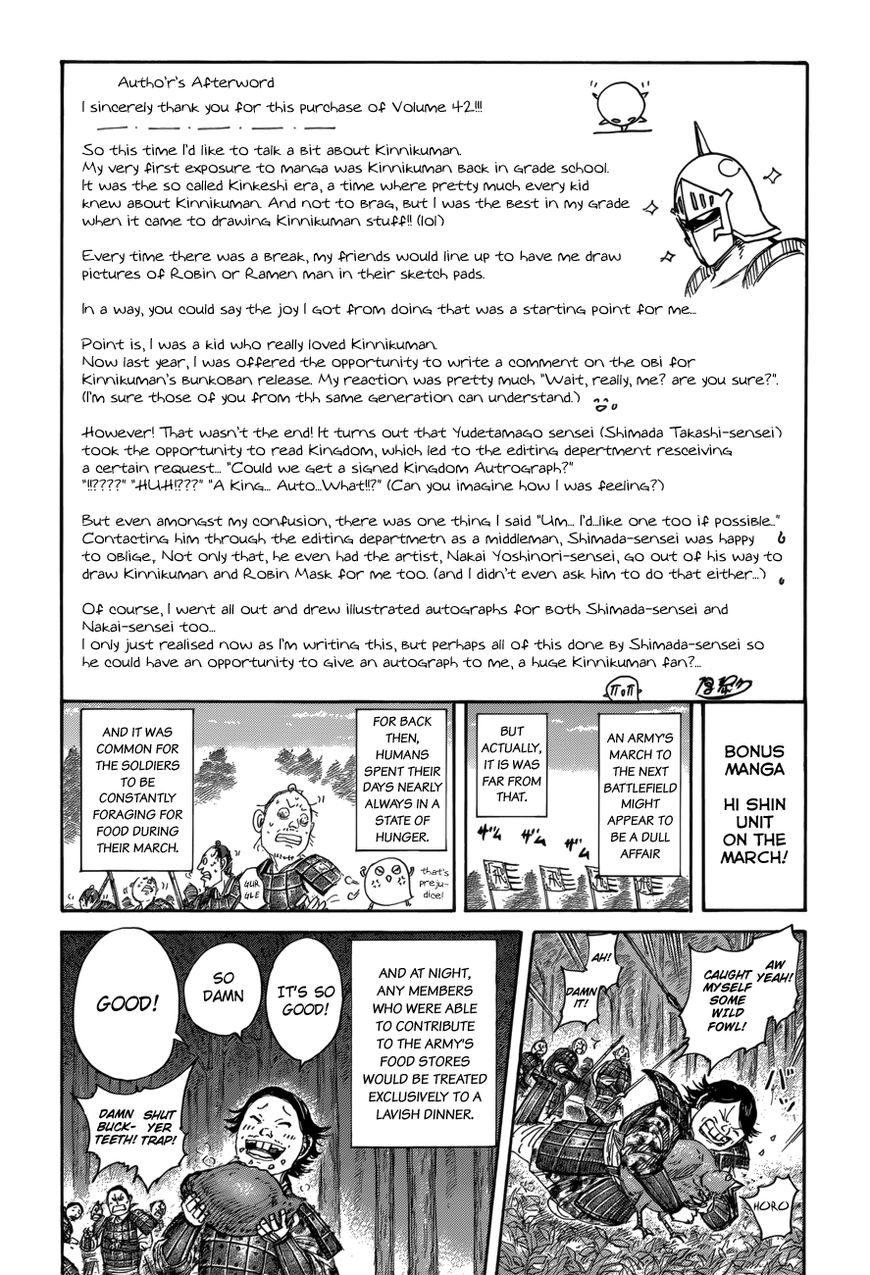 Autho'r's Afterword
I sincerely thank you for this purchase of Volume 42!!!
So this time I'd like to talk a bit about Kinnikuman.
My very first exposure to manga was Kinnikuman back in grade school.
It was the so called Kinkeshi era, a time where pretty much every kid
knew about Kinnikuman. And not to brag, but I was the best in my grade
when it came to drawing Kinnikuman stuff!! (lol)
Every time there was a break, my friends would line up to have me draw
pictures of Robin or Ramen man in their sketch pads.
In a way, you could say the joy I got from doing that was a starting point for me...
Point is, I was a kid who really loved Kinnikuman.
Now last year, I was offered the opportunity to write a comment on the obi for
Kinnikuman's bunkoban release. My reaction was pretty much "Wait, really, me? are you sure?".
(I'm sure those of you from thh same generation can understand.)
However! That wasn't the end! It turns out that Yudetamago sensei (Shimada Takashi-sensei)
took the opportunity to read Kingdom, which led to the editing depertment resceiving
a certain request... "Could we get a signed Kingdom Autrograph?"
"!!????" "HUH!???" "A King... Auto...What!!?" (Can you imagine how I was feeling?)
But even amongst my confusion, there was one thing I said "Um... I'd...like one too if possible..."
Contacting him through the editing departmetn as a middleman, Shimada-sensei was happy
to oblige, Not only that, he even had the artist, Nakai Yoshinori-sensei, go out of his way to
draw Kinnikuman and Robin Mask for me too. (and I didn't even ask him to do that either...)
Of course, I went all out and drew illustrated autographs for both Shimada-sensei and
Nakai-sensei too...
I only just realised now as I'm writing this, but perhaps all of this done by Shimada-sensei so
he could have an opportunity to give an autograph to me, a huge Kinnikuman fan?...
BONUS
MANGA
HI SHIN
UNIT
ON THE
MARCH!
AN ARMY'S
MARCH TO
THE NEXT
BATTLEFIELD
MIGHT
APPEAR TO
BE A DULL
AFFAIR
BUT
ACTUALLY,
IT IS WAS
FAR FROM
THAT.
ザム
ザム
ザム
飛
飛
飛
飛
FOR BACK
THEN,
HUMANS
SPENT THEIR
DAYS NEARLY
ALWAYS IN A
STATE OF
HUNGER.
AND IT WAS
COMMON FOR
THE SOLDIERS
TO BE
CONSTANTLY
FORAGING FOR
FOOD DURING
THEIR MARCH.
GUR
GLE
that's
preju-
dice!
AW
YEAH!
CAUGHT
MYSELF
SOME
WILD
FOWL!
AH!
DAMN
IT!
バ
HORO
AND AT NIGHT,
ANY MEMBERS
WHO WERE ABLE
TO CONTRIBUTE
TO THE ARMY'S
FOOD STORES
WOULD BE TREATED
EXCLUSIVELY TO A
LAVISH DINNER.
IT'S SO
GOOD!
SO
DAMN
GOOD!
SHUT
YER
TRAP!
DAMN
BUCK-
TEETH!